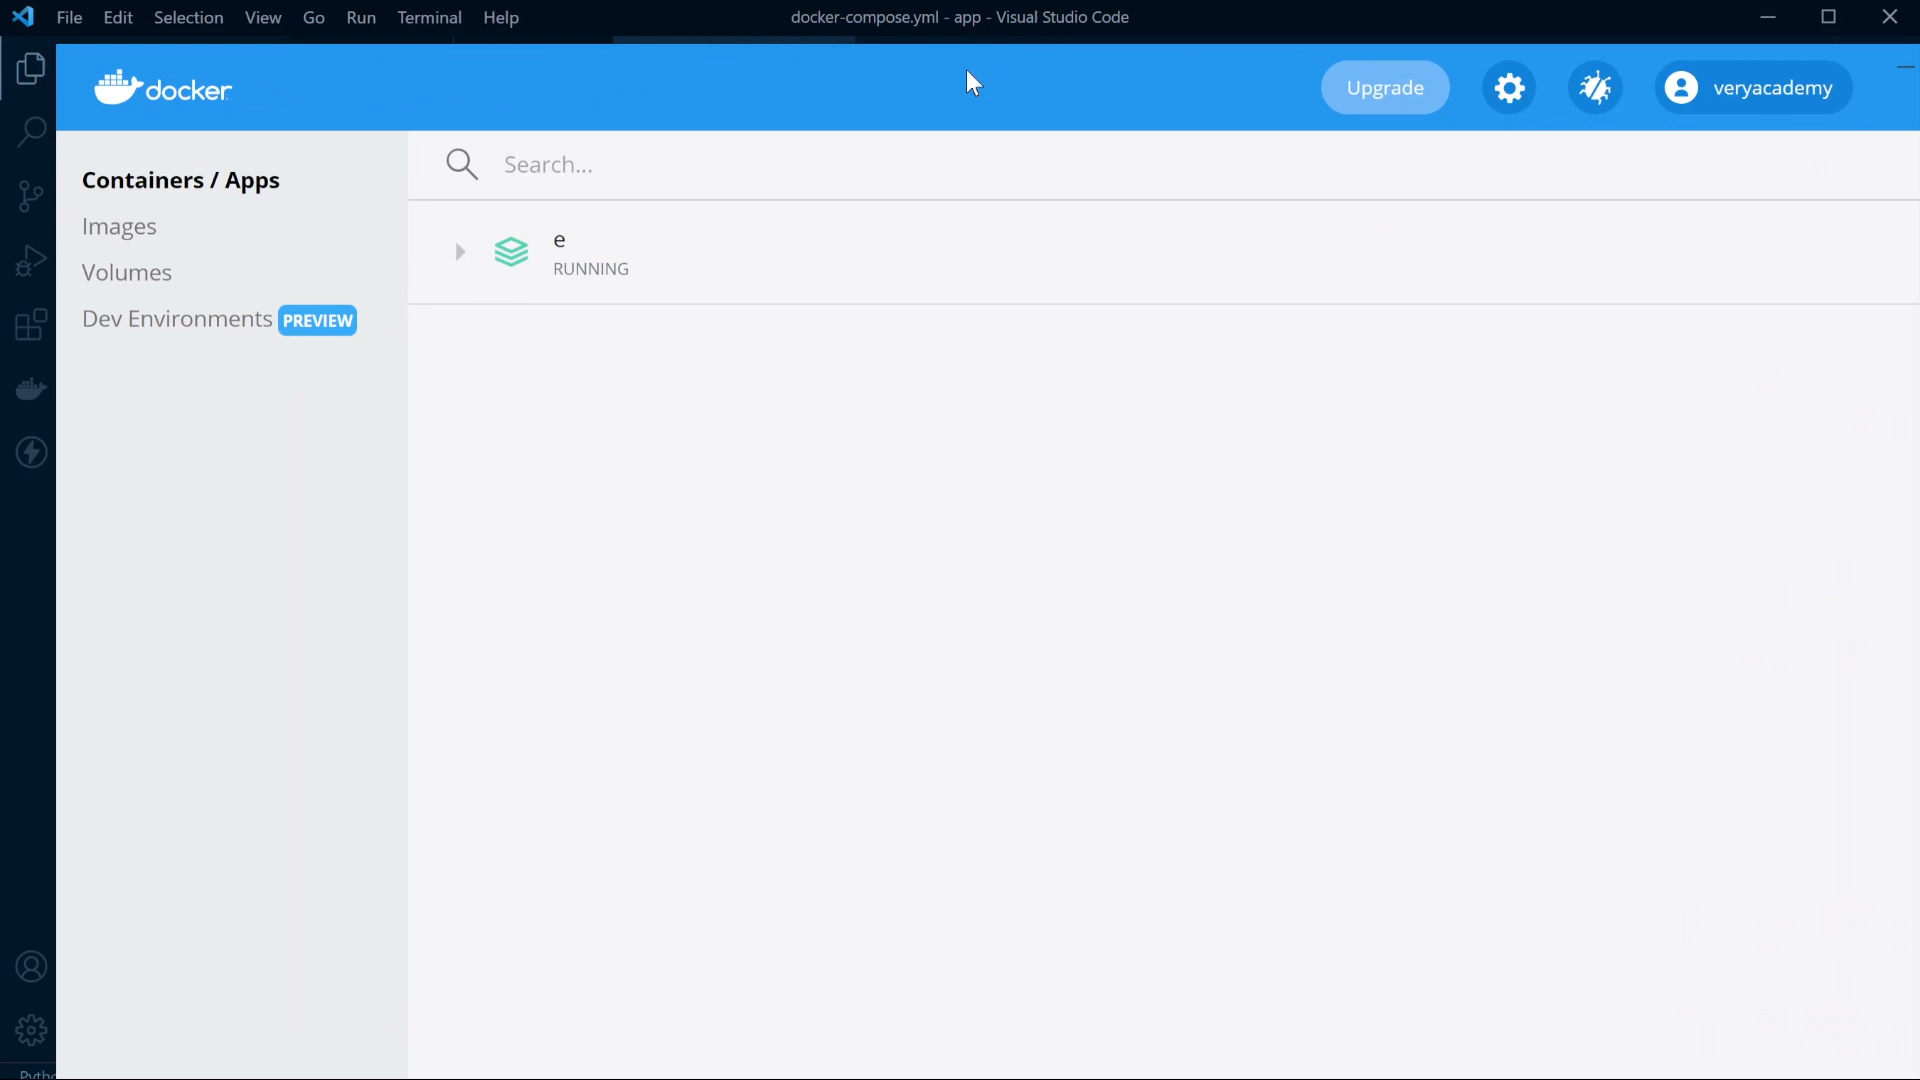 File Edit Selection View Go Run Terminal Help docker-compose.yml - app - Visual Studio Code
docker Upgrade veryacademy
Containers / Apps
Images
Volumes
Dev Environments PREVIEW
Search...
e
RUNNING